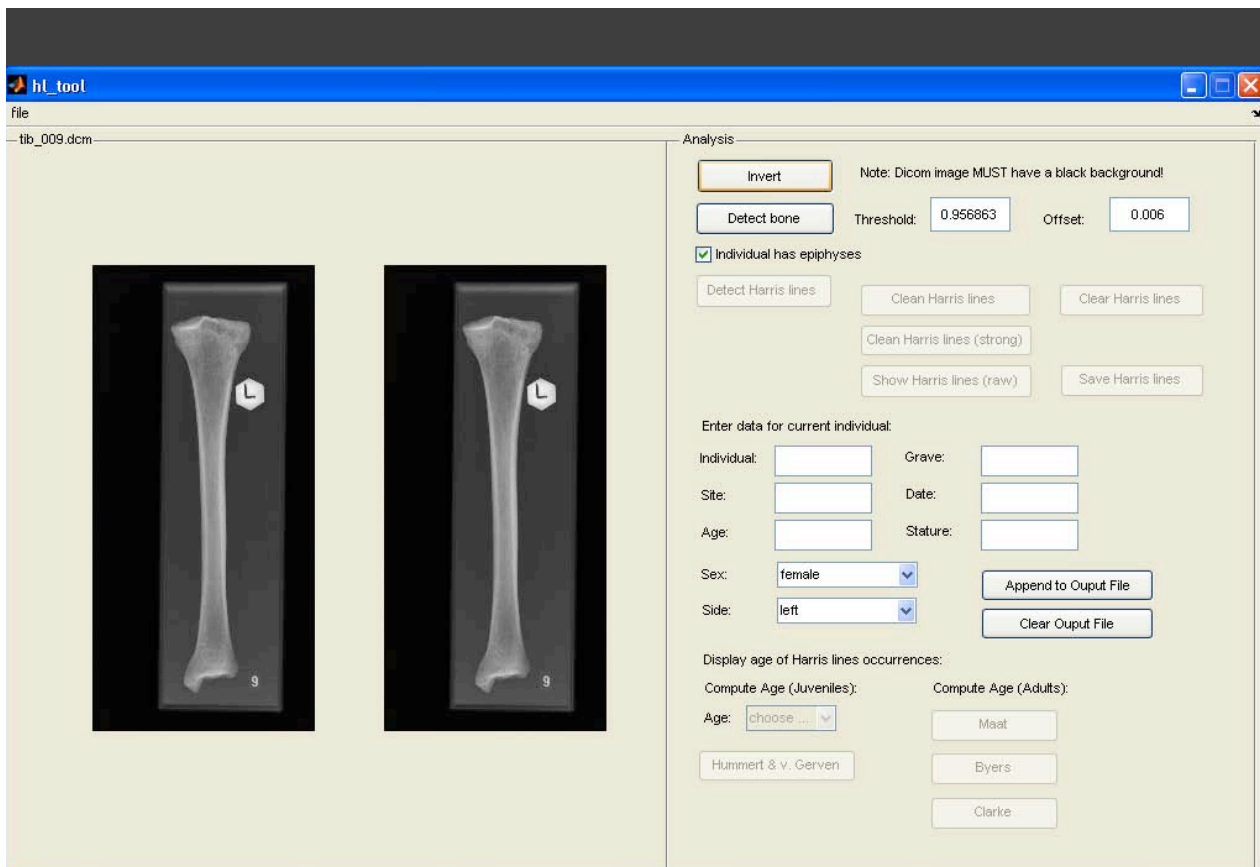 hl_tool
file
tib_009.dcm
L
9
L
9
Analysis
Invert
Note: Dicom image MUST have a black background!
Detect bone
Threshold: 0.956863 Offset: 0.006
Individual has epiphyses
Detect Harris lines
Clean Harris lines
Clear Harris lines
Clean Harris lines (strong)
Show Harris lines (raw)
Save Harris lines
Enter data for current individual:
Individual: Grave:
Site: Date:
Age: Stature:
Sex: female
Append to Ouput File
Side: left
Clear Ouput File
Display age of Harris lines occurrences:
Compute Age (Juveniles): Compute Age (Adults):
Age: choose ...
Maat
Hummert & v. Gerven
Byers
Clarke